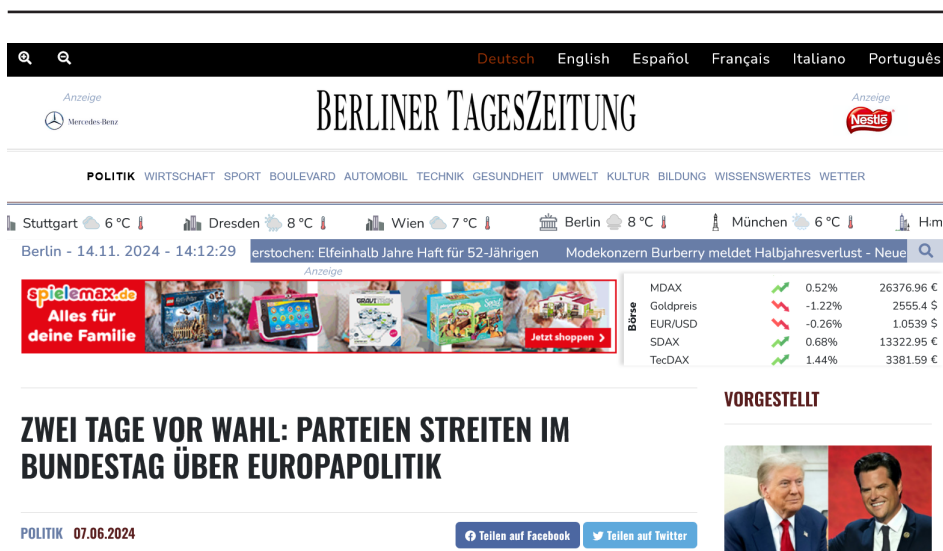 Deutsch English Español Français Italiano Português
Anzeige
Mercedes-Benz
BERLINER TAGESZEITUNG
Anzeige
Nestlé
POLITIK WIRTSCHAFT SPORT BOULEVARD AUTOMOBIL TECHNIK GESUNDHEIT UMWELT KULTUR BILDUNG WISSENSWERTES WETTER
Stuttgart 6 °C Dresden 8 °C Wien 7 °C Berlin 8 °C München 6 °C
Berlin - 14.11. 2024 - 14:12:29 erstochen: Elfeinhalb Jahre Haft für 52-Jährigen Modekonzern Burberry meldet Halbjahresverlust - Neue
Anzeige
spielemax.de
Alles für
deine Familie
GRAVITRAX
Jetzt shoppen
Börse
MDAX 0.52% 26376.96 €
Goldpreis -1.22% 2555.4 $
EUR/USD -0.26% 1.0539 $
SDAX 0.68% 13322.95 €
TecDAX 1.44% 3381.59 €
ZWEI TAGE VOR WAHL: PARTEIEN STREITEN IM
BUNDESTAG ÜBER EUROPAPOLITIK
POLITIK 07.06.2024
Teilen auf Facebook Teilen auf Twitter
VORGESTELLT